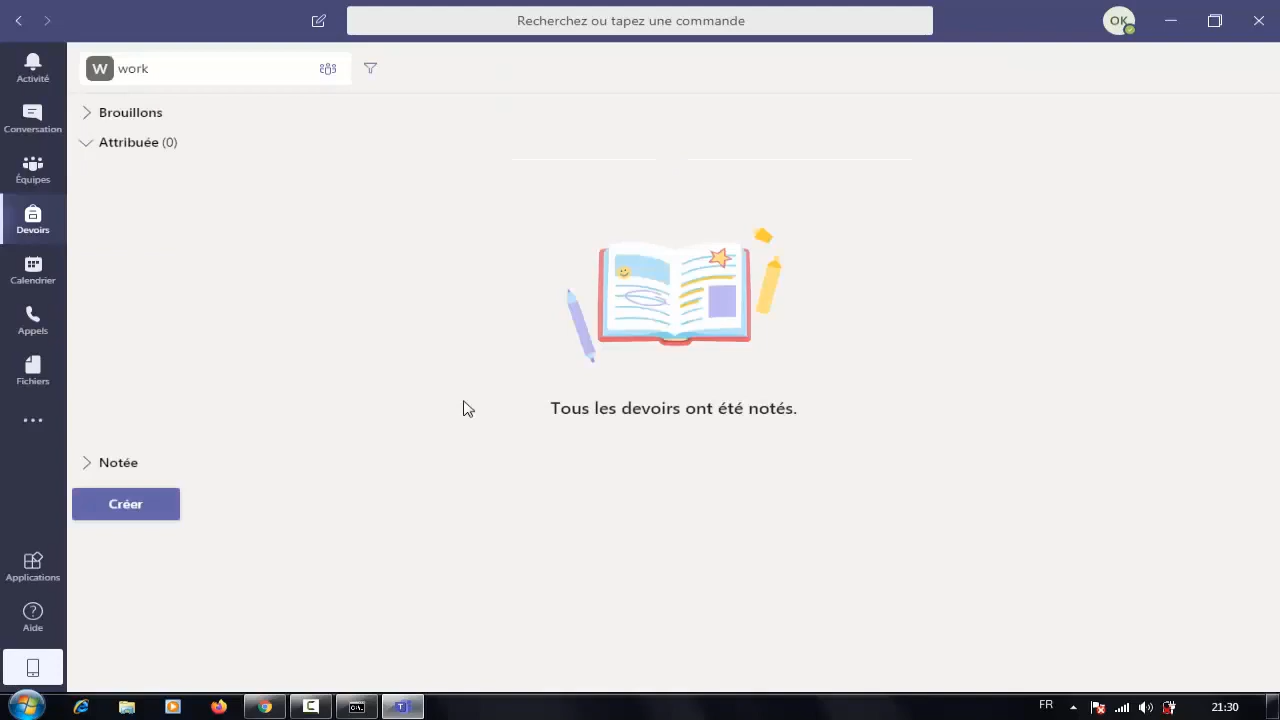 Recherchez ou tapez une commande
OK
W work
Activité
Conversation
Équipes
Devoirs
Calendrier
Appels
Fichiers
Applications
Aide
Brouillons
Attribuée (0)
Tous les devoirs ont été notés.
Notée
Créer
FR
21:30